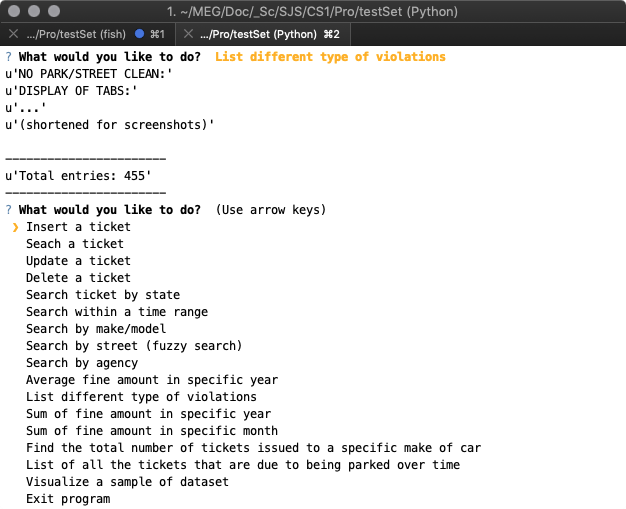 1. ~/MEG/Doc/_Sc/SJS/CS1/Pro/testSet (Python)
.../Pro/testSet (fish) ⌘1 .../Pro/testSet (Python) ⌘2
? What would you like to do? List different type of violations
u'NO PARK/STREET CLEAN:'
u'DISPLAY OF TABS:'
u'...'
u'(shortened for screenshots)'
-----------------------
u'Total entries: 455'
-----------------------
? What would you like to do? (Use arrow keys)
❯ Insert a ticket
Seach a ticket
Update a ticket
Delete a ticket
Search ticket by state
Search within a time range
Search by make/model
Search by street (fuzzy search)
Search by agency
Average fine amount in specific year
List different type of violations
Sum of fine amount in specific year
Sum of fine amount in specific month
Find the total number of tickets issued to a specific make of car
List of all the tickets that are due to being parked over time
Visualize a sample of dataset
Exit program